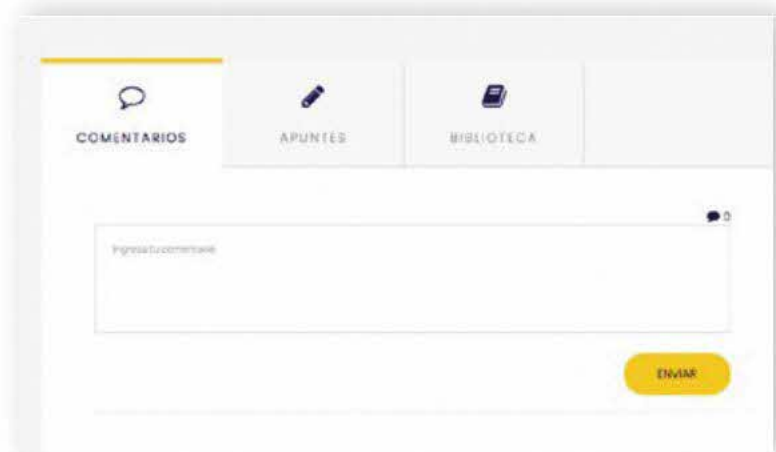 COMENTARIOS
APUNTES
BIBLIOTECA
0
Ingresa tu comentario
ENVIAR